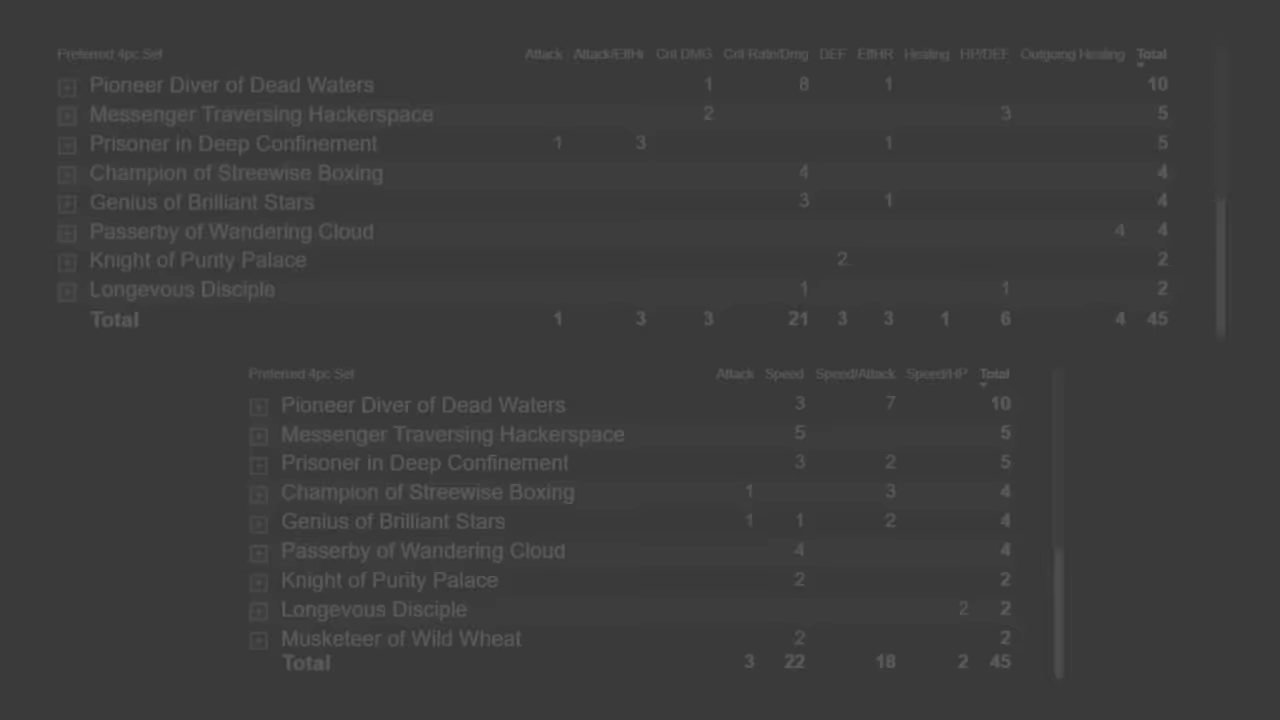 Preferred 4pc Set Attack Attack/EffHi Crit DMG Crit Rate/Dmg DEF EffHR Healing HP/DEF Outgoing Healing Total
Pioneer Diver of Dead Waters 1 8 1 10
Messenger Traversing Hackerspace 2 3 5
Prisoner in Deep Confinement 1 3 1 5
Champion of Streewise Boxing 4 4
Genius of Brilliant Stars 3 1 4
Passerby of Wandering Cloud 4 4
Knight of Purity Palace 2 2
Longevous Disciple 1 1 2
Total 1 3 3 21 3 3 1 6 4 45
Preferred 4pc Set Attack Speed Speed/Attack Speed/HP Total
Pioneer Diver of Dead Waters 3 7 10
Messenger Traversing Hackerspace 5 5
Prisoner in Deep Confinement 3 2 5
Champion of Streewise Boxing 1 3 4
Genius of Brilliant Stars 1 1 2 4
Passerby of Wandering Cloud 4 4
Knight of Purity Palace 2 2
Longevous Disciple 2 2
Musketeer of Wild Wheat 2 2
Total 3 22 18 2 45